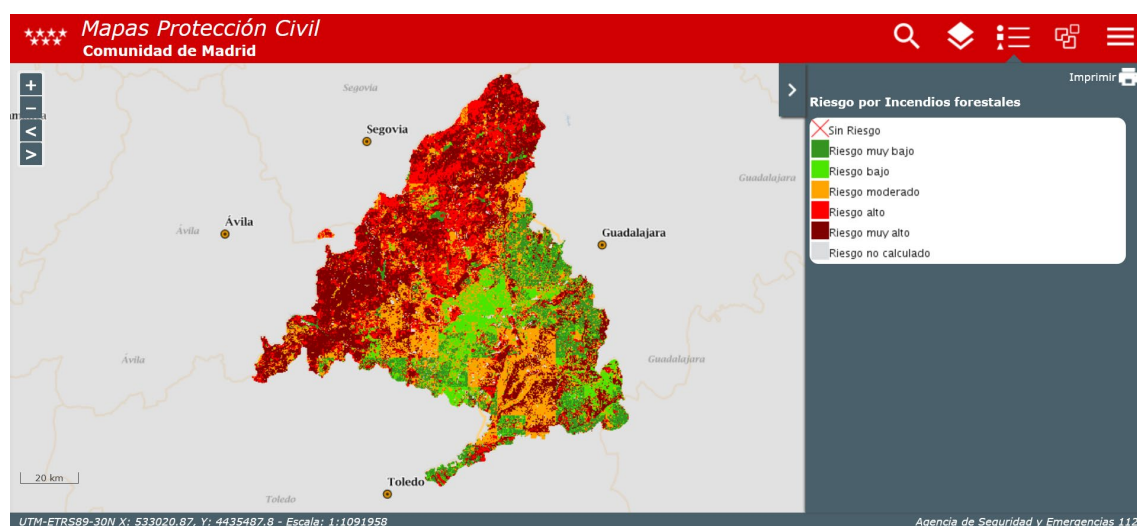 Mapas Protección Civil
Comunidad de Madrid
Imprimir
Riesgo por Incendios forestales
Sin Riesgo
Riesgo muy bajo
Riesgo bajo
Riesgo moderado
Riesgo alto
Riesgo muy alto
Riesgo no calculado
+
−
<
>
>
Segovia
Segovia
Guadalajara
Ávila
Ávila
Guadalajara
Ávila
Guadalajara
20 km
Toledo
Toledo
UTM-ETRS89-30N X: 533020.87, Y: 4435487.8 - Escala: 1:1091958
Agencia de Seguridad y Emergencias 112